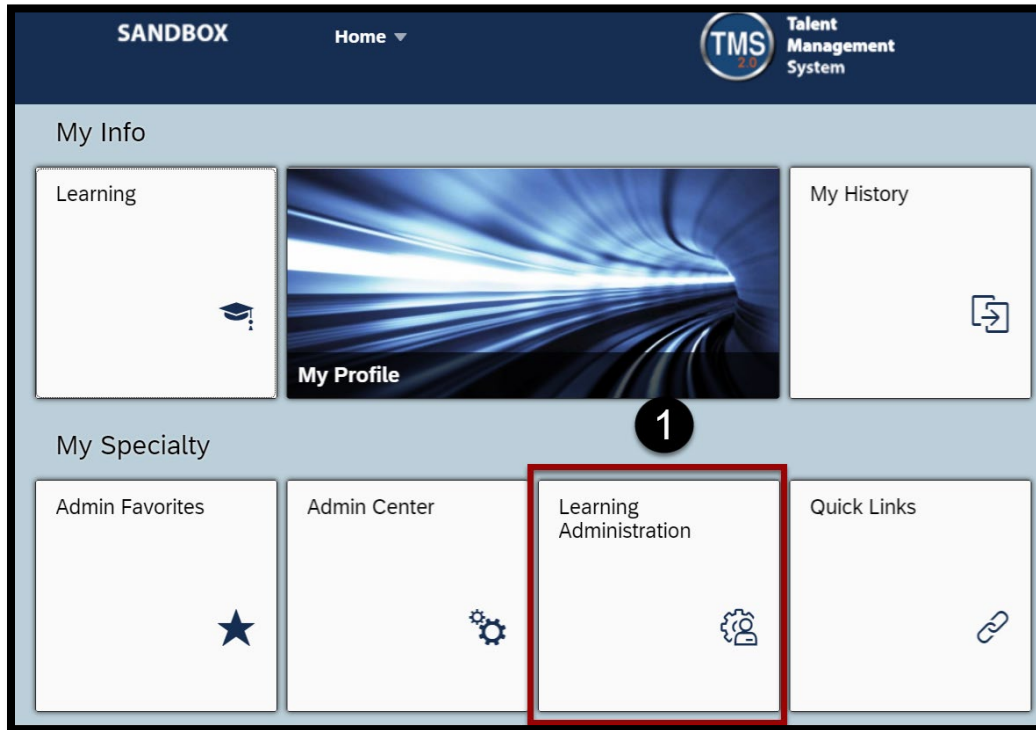 SANDBOX
Home
TMS
2.0
Talent
Management
System
My Info
Learning
My Profile
My History
1
My Specialty
Admin Favorites
Admin Center
Learning
Administration
Quick Links